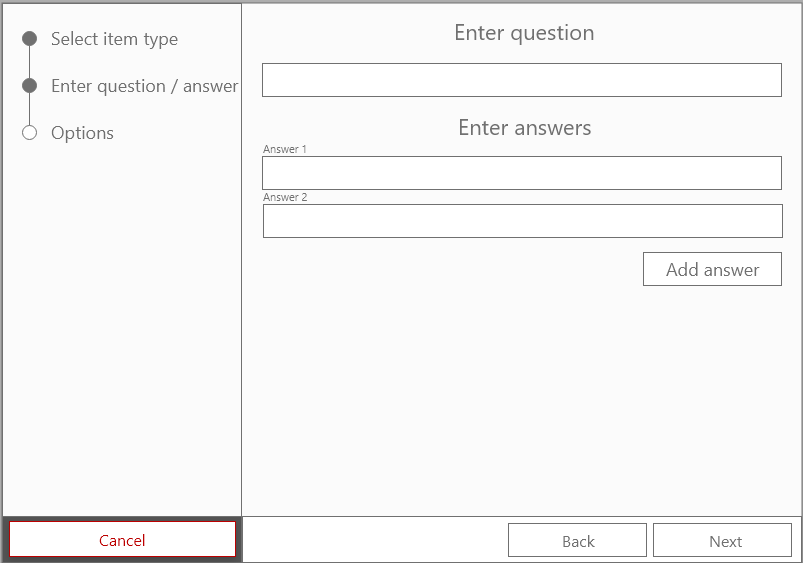 Select item type
Enter question / answer
Options
Enter question
Enter answers
Answer 1
Answer 2
Add answer
Cancel
Back
Next